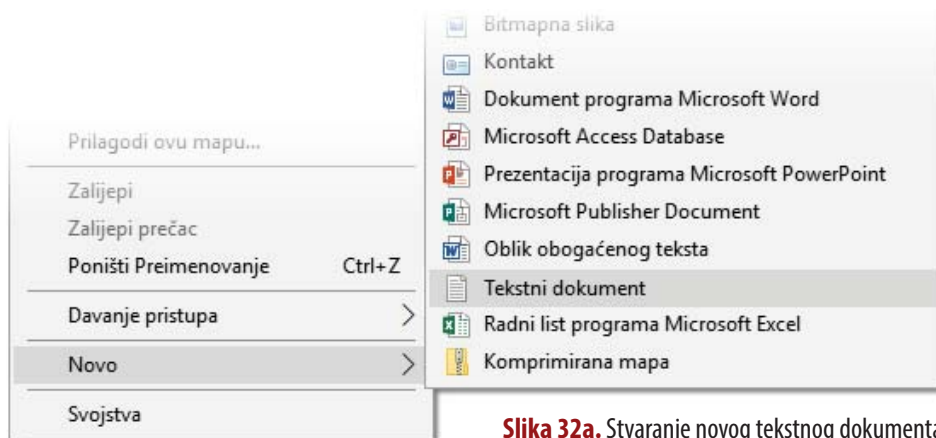 Prilagodi ovu mapu...
Zalijepi
Zalijepi prečac
Poništi Preimenovanje Ctrl+Z
Davanje pristupa
Novo
Svojstva
Bitmapna slika
Kontakt
Dokument programa Microsoft Word
Microsoft Access Database
Prezentacija programa Microsoft PowerPoint
Microsoft Publisher Document
Oblik obogaćenog teksta
Tekstni dokument
Radni list programa Microsoft Excel
Komprimirana mapa
Slika 32a. Stvaranje novog tekstnog dokumenta